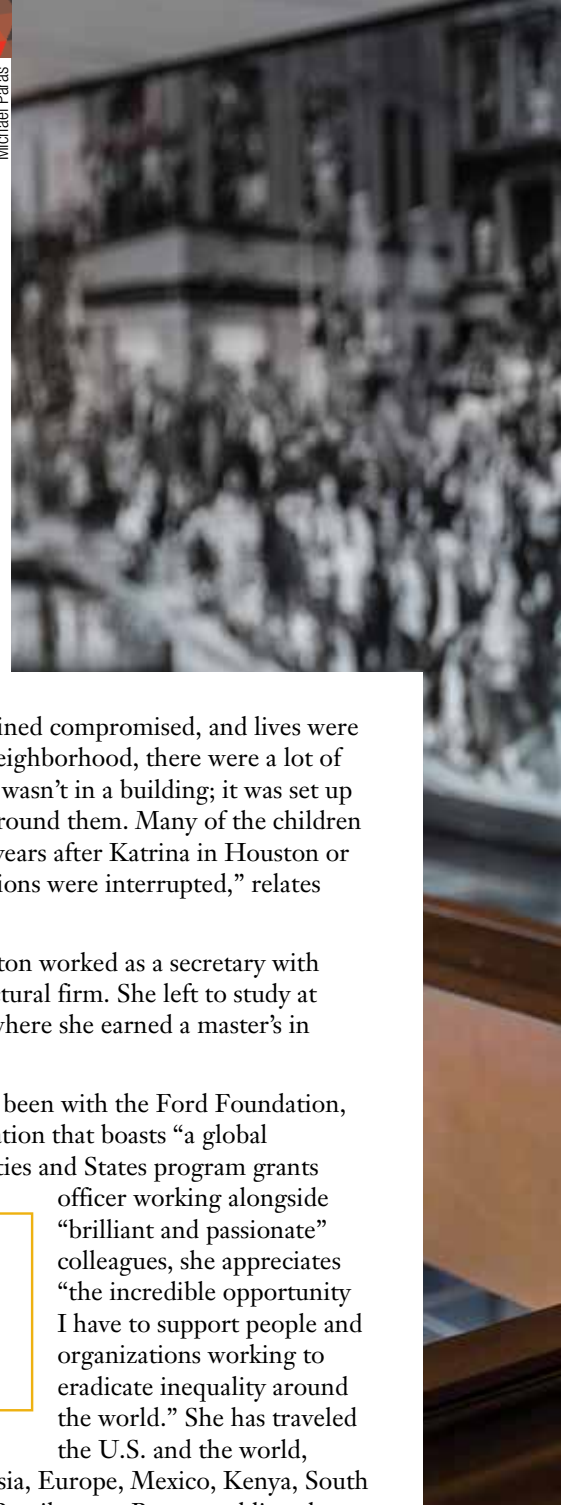 Michael Paras
ined compromised, and lives were
eighborhood, there were a lot of
wasn’t in a building; it was set up
round them. Many of the children
years after Katrina in Houston or
ions were interrupted,” relates
ton worked as a secretary with
ctural firm. She left to study at
where she earned a master’s in
been with the Ford Foundation,
ation that boasts “a global
ties and States program grants
officer working alongside
“brilliant and passionate”
colleagues, she appreciates
“the incredible opportunity
I have to support people and
organizations working to
eradicate inequality around
the world.” She has traveled
the U.S. and the world,
sia, Europe, Mexico, Kenya, South